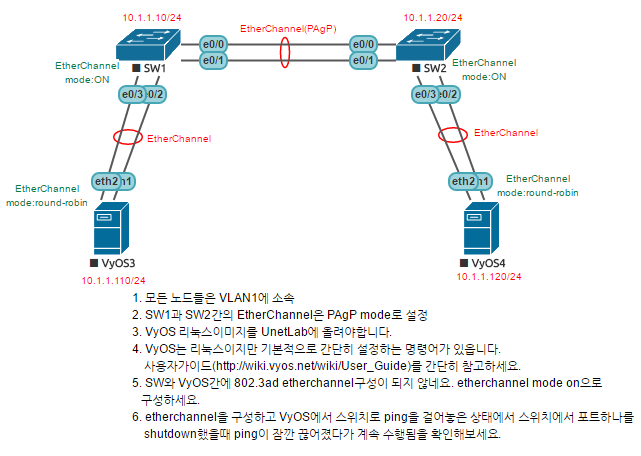 10.1.1.10/24
10.1.1.20/24
EtherChannel(PAgP)
e0/0
e0/0
e0/1
e0/1
SW1
SW2
EtherChannel
mode:ON
EtherChannel
mode:ON
e0/3
e0/2
e0/3
e0/2
EtherChannel
EtherChannel
EtherChannel
mode:round-robin
eth2
h1
eth2
h1
EtherChannel
mode:round-robin
VyOS3
VyOS4
10.1.1.110/24
10.1.1.120/24
1. 모든 노드들은 VLAN1에 소속
2. SW1과 SW2간의 EtherChannel은 PAgP mode로 설정
3. VyOS 리눅스이미지를 UnetLab에 올려야합니다.
4. VyOS는 리눅스이지만 기본적으로 간단히 설정하는 명령어가 있읍니다.
사용자가이드(http://wiki.vyos.net/wiki/User_Guide)를 간단히 참고하세요.
5. SW와 VyOS간에 802.3ad etherchannel구성이 되지 않네요. etherchannel mode on으로
구성하세요.
6. etherchannel을 구성하고 VyOS에서 스위치로 ping을 걸어놓은 상태에서 스위치에서 포트하나를
shutdown했을때 ping이 잠깐 끊어졌다가 계속 수행됨을 확인해보세요.